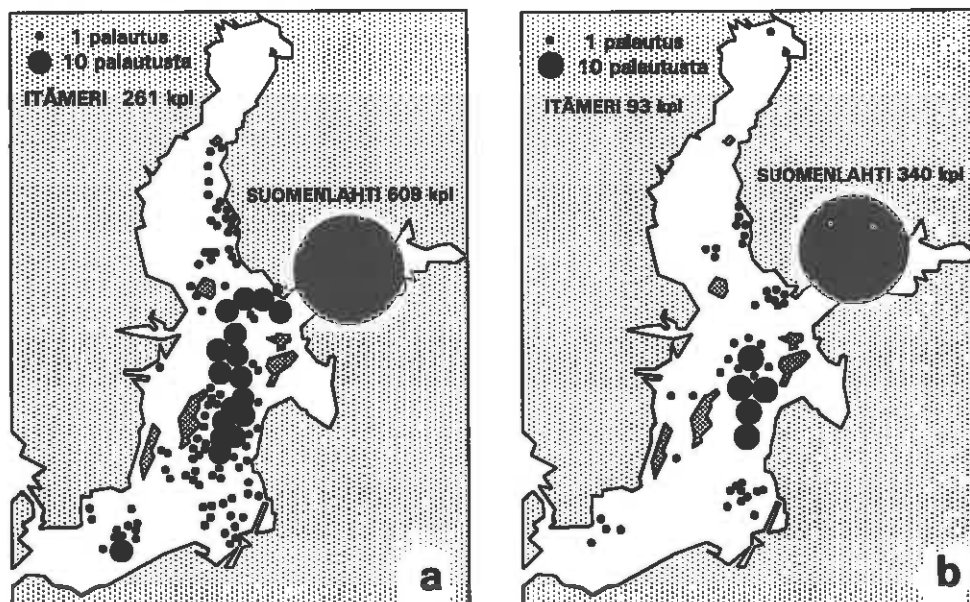 1 palautus
10 palautusta
ITÄMERI 261 kpl
SUOMENLAHTI 609 kpl
a
1 palautus
10 palautusta
ITÄMERI 93 kpl
SUOMENLAHTI 340 kpl
b